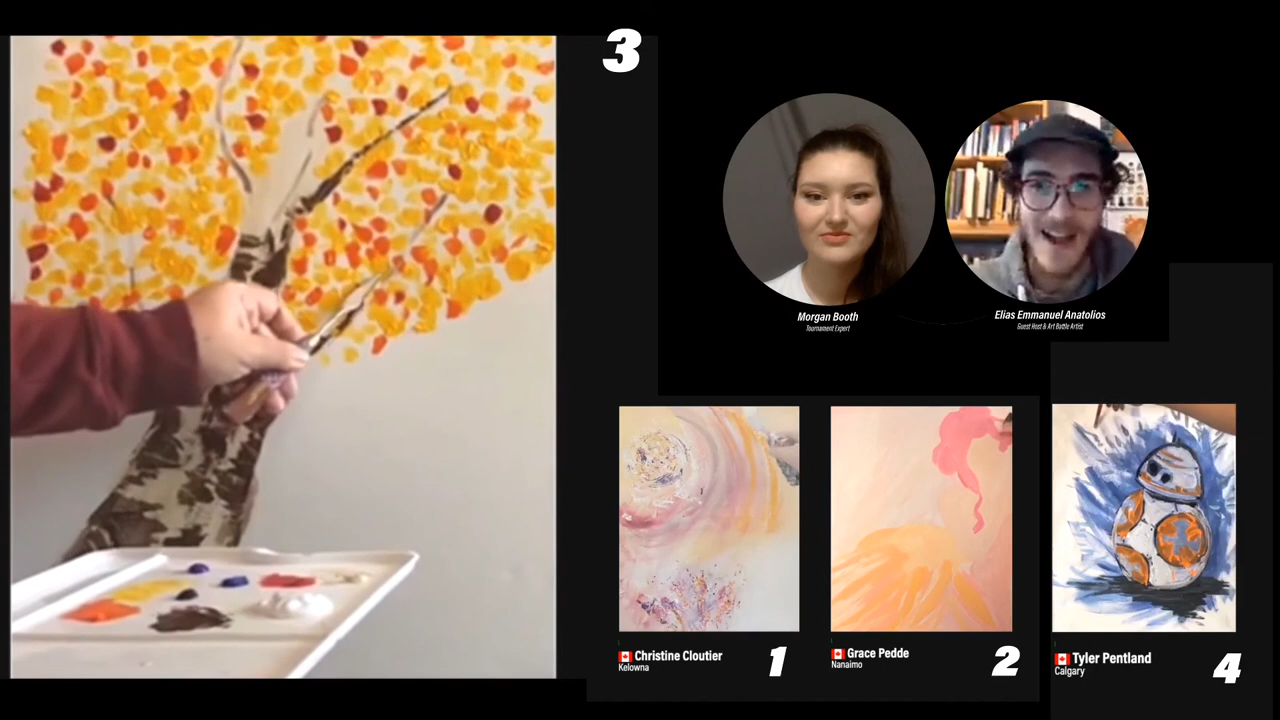 3
Morgan Booth
Tournament Expert
Elias Emmanuel Anatolios
Guest Host & Art Battle Artist
Christine Cloutier
Kelowna
1
Grace Pedde
Nanaimo
2
Tyler Pentland
Calgary
4